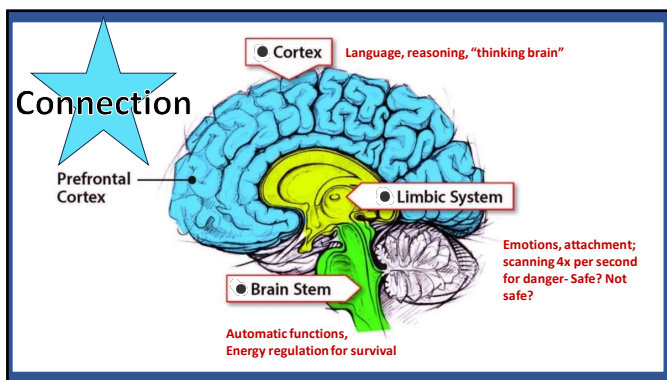 Cortex
Language, reasoning, “thinking brain”
Connection
Prefrontal
Cortex
Limbic System
Emotions, attachment;
scanning 4x per second
for danger- Safe? Not
safe?
Brain Stem
Automatic functions,
Energy regulation for survival